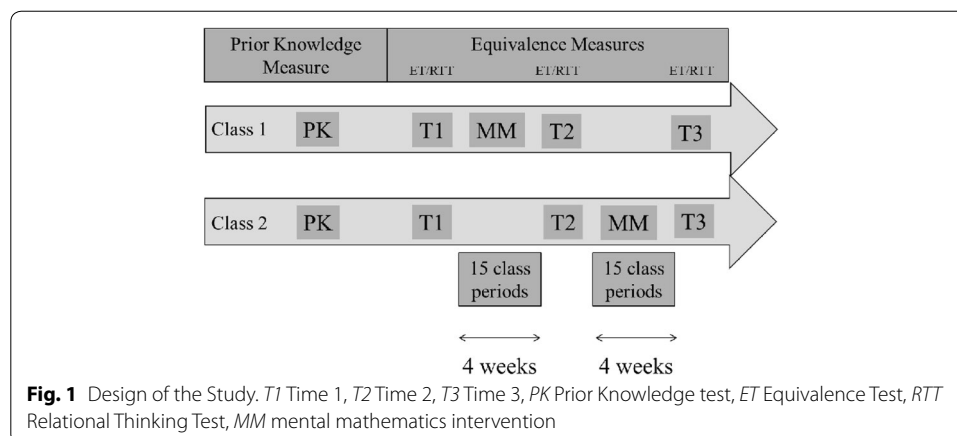 Prior Knowledge Measure
Equivalence Measures
ET/RTT ET/RTT ET/RTT
Class 1 PK T1 MM T2 T3
Class 2 PK T1 T2 MM T3
15 class periods
15 class periods
4 weeks 4 weeks
Fig. 1 Design of the Study. T1 Time 1, T2 Time 2, T3 Time 3, PK Prior Knowledge test, ET Equivalence Test, RTT
Relational Thinking Test, MM mental mathematics intervention